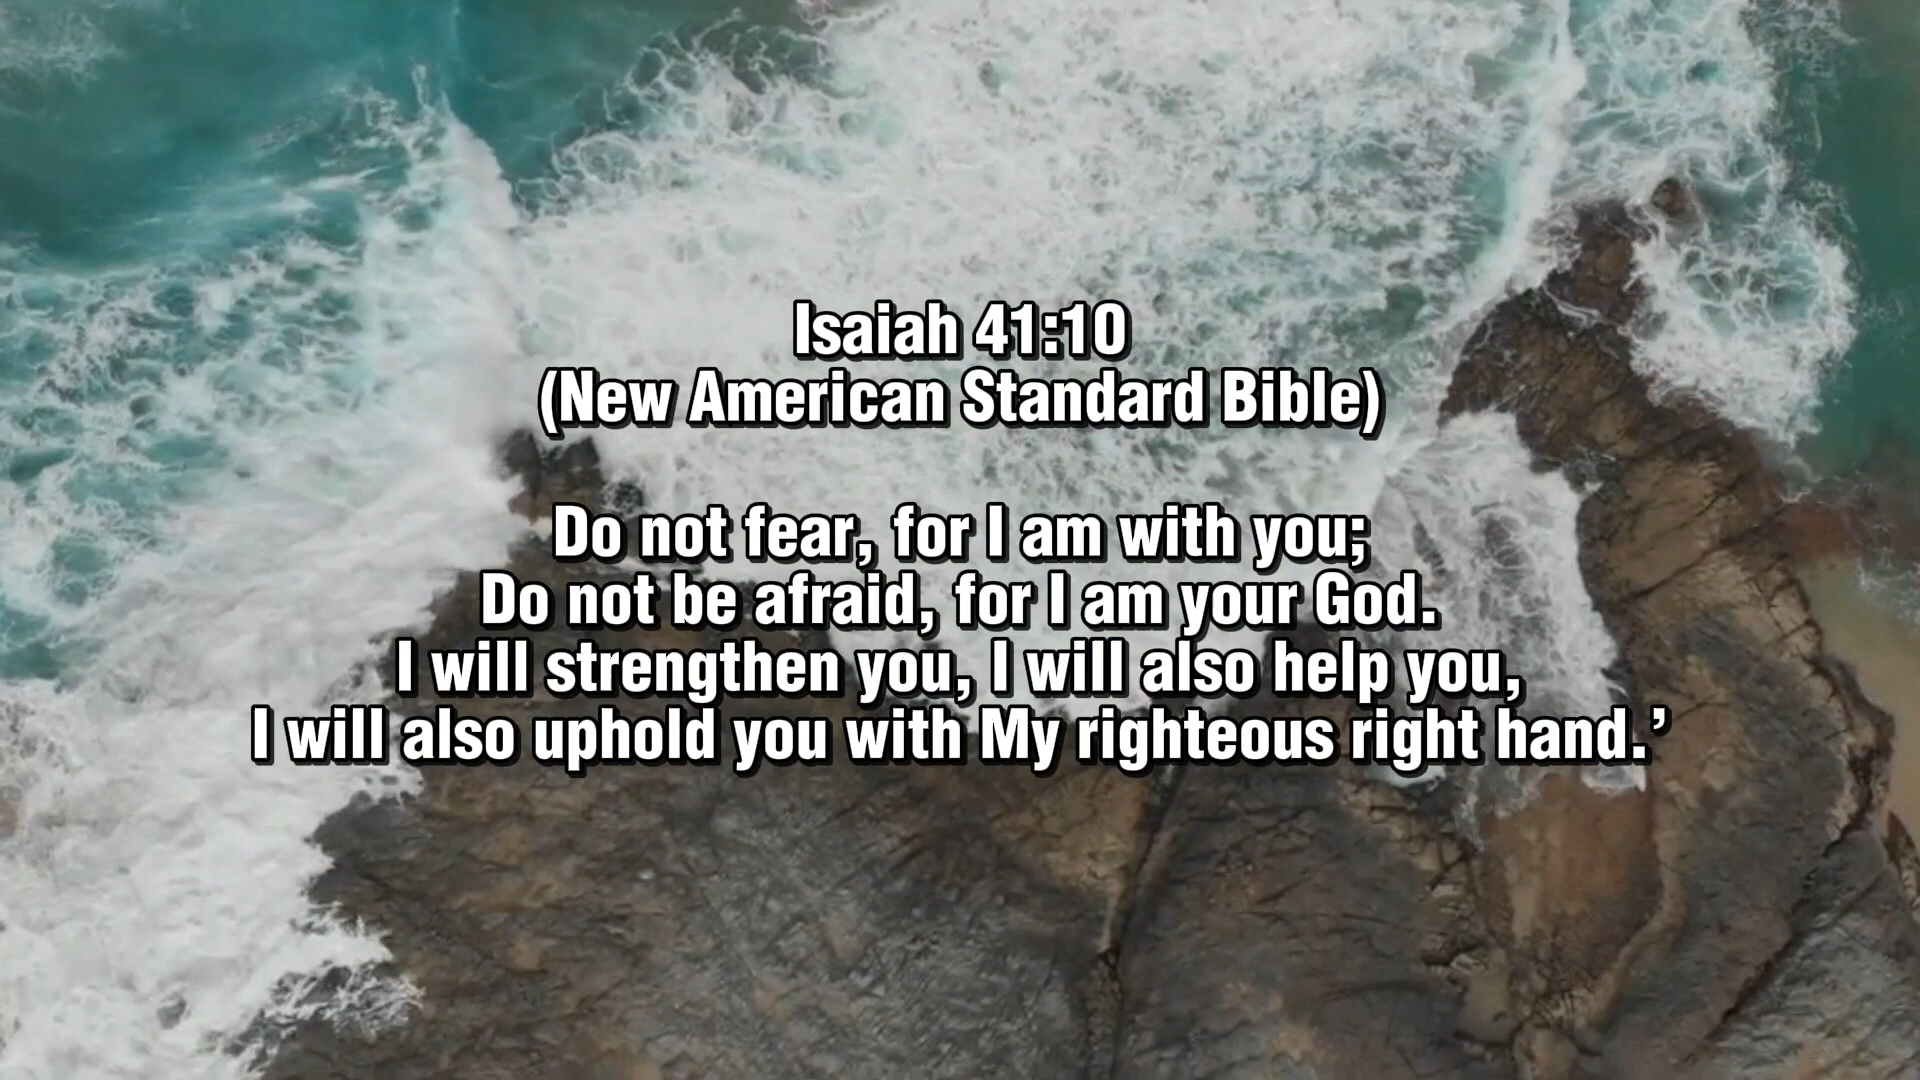 Isaiah 41:10
(New American Standard Bible)
Do not fear, for I am with you;
Do not be afraid, for I am your God.
I will strengthen you, I will also help you,
I will also uphold you with My righteous right hand.’